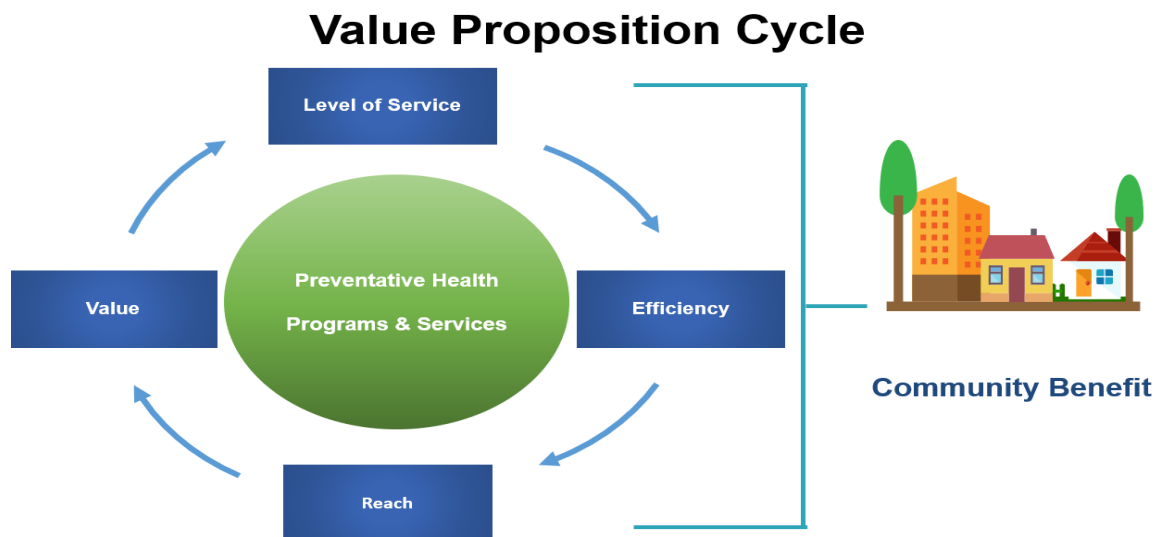 Value Proposition Cycle
Level of Service
Preventative Health
Programs & Services
Value
Efficiency
Reach
Community Benefit